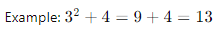 Example: 3² + 4 = 9 + 4 = 13